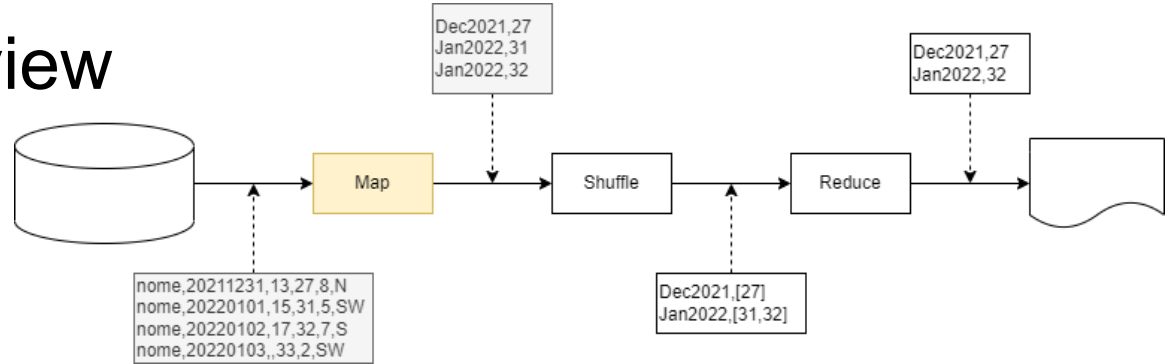 view
Dec2021,27
Jan2022,31
Jan2022,32
Dec2021,27
Jan2022,32
Map
Shuffle
Reduce
nome,20211231,13,27,8,N
nome,20220101,15,31,5,SW
nome,20220102,17,32,7,S
nome,20220103,,33,2,SW
Dec2021,[27]
Jan2022,[31,32]